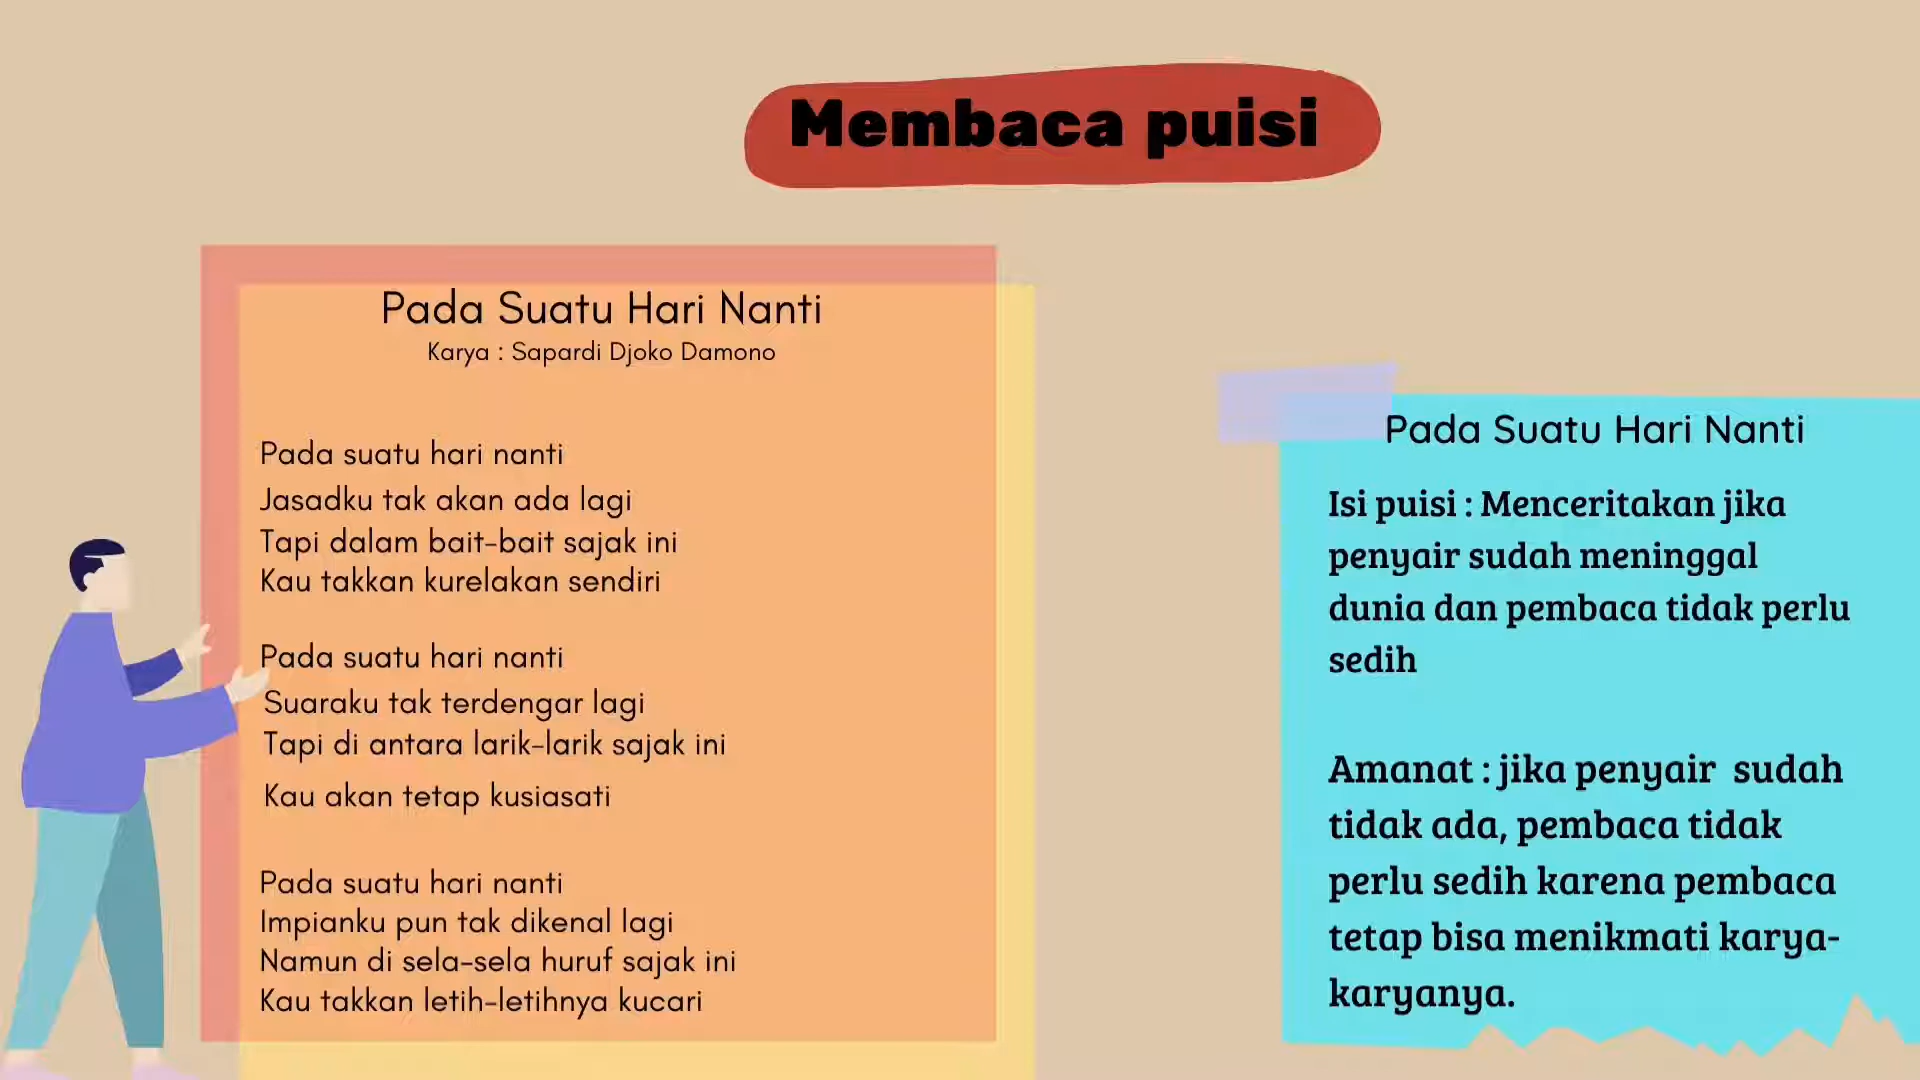 Membaca puisi
Pada Suatu Hari Nanti
Karya : Sapardi Djoko Damono
Pada suatu hari nanti
Jasadku tak akan ada lagi
Tapi dalam bait-bait sajak ini
Kau takkan kurelakan sendiri
Pada suatu hari nanti
Suaraku tak terdengar lagi
Tapi di antara larik-larik sajak ini
Kau akan tetap kusiasati
Pada suatu hari nanti
Impianku pun tak dikenal lagi
Namun di sela-sela huruf sajak ini
Kau takkan letih-letihnya kucari
Pada Suatu Hari Nanti
Isi puisi : Menceritakan jika
penyair sudah meninggal
dunia dan pembaca tidak perlu
sedih
Amanat : jika penyair  sudah
tidak ada, pembaca tidak
perlu sedih karena pembaca
tetap bisa menikmati karya-
karyanya.